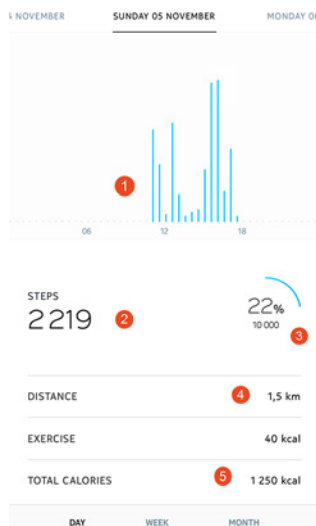 4 NOVEMBER SUNDAY 05 NOVEMBER MONDAY 0
1
06 12 18
STEPS
2 219 2 22%
10 000
3
DISTANCE 4 1,5 km
EXERCISE 40 kcal
TOTAL CALORIES 5 1 250 kcal
DAY WEEK MONTH